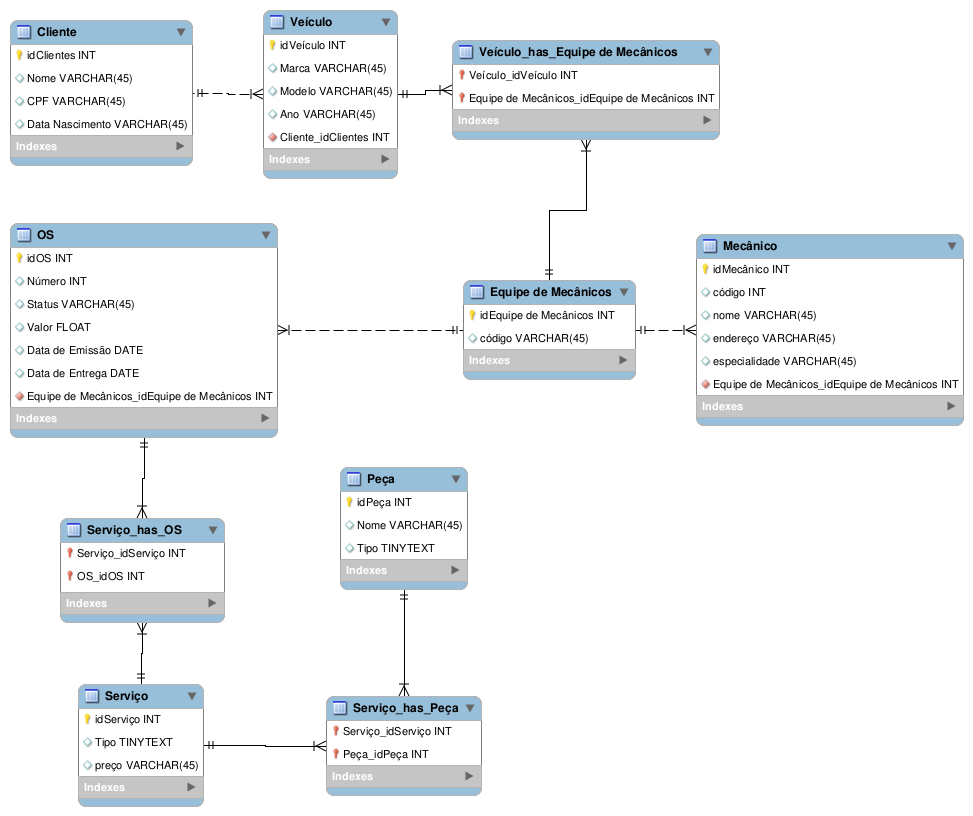 Cliente
idClientes INT
Nome VARCHAR(45)
CPF VARCHAR(45)
Data Nascimento VARCHAR(45)
Indexes
Veículo
idVeículo INT
Marca VARCHAR(45)
Modelo VARCHAR(45)
Ano VARCHAR(45)
Cliente_idClientes INT
Indexes
Veículo_has_Equipe de Mecânicos
Veículo_idVeículo INT
Equipe de Mecânicos_idEquipe de Mecânicos INT
Indexes
OS
idOS INT
Número INT
Status VARCHAR(45)
Valor FLOAT
Data de Emissão DATE
Data de Entrega DATE
Equipe de Mecânicos_idEquipe de Mecânicos INT
Indexes
Equipe de Mecânicos
idEquipe de Mecânicos INT
código VARCHAR(45)
Indexes
Mecânico
idMecânico INT
código INT
nome VARCHAR(45)
endereço VARCHAR(45)
especialidade VARCHAR(45)
Equipe de Mecânicos_idEquipe de Mecânicos INT
Indexes
Serviço_has_OS
Serviço_idServiço INT
OS_idOS INT
Indexes
Peça
idPeça INT
Nome VARCHAR(45)
Tipo TINYTEXT
Indexes
Serviço
idServiço INT
Tipo TINYTEXT
preço VARCHAR(45)
Indexes
Serviço_has_Peça
Serviço_idServiço INT
Peça_idPeça INT
Indexes